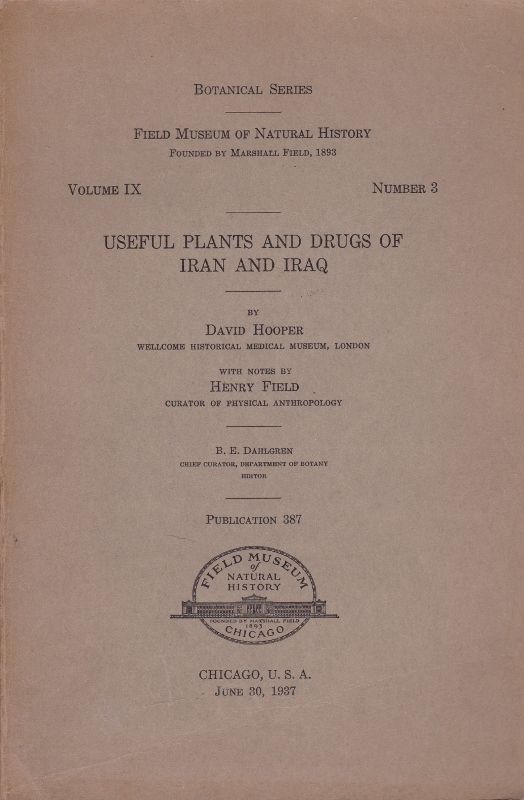 BOTANICAL SERIES
FIELD MUSEUM OF NATURAL HISTORY
FOUNDED BY MARSHALL FIELD, 1893
VOLUME IX NUMBER 3
USEFUL PLANTS AND DRUGS OF
IRAN AND IRAQ
BY
DAVID HOOPER
WELLCOME HISTORICAL MEDICAL MUSEUM, LONDON
WITH NOTES BY
HENRY FIELD
CURATOR OF PHYSICAL ANTHROPOLOGY
B. E. DAHLGREN
CHIEF CURATOR, DEPARTMENT OF BOTANY
EDITOR
PUBLICATION 387
FIELD MUSEUM
of
NATURAL
HISTORY
FOUNDED BY MARSHALL FIELD
1893
CHICAGO
CHICAGO, U. S. A.
JUNE 30, 1937